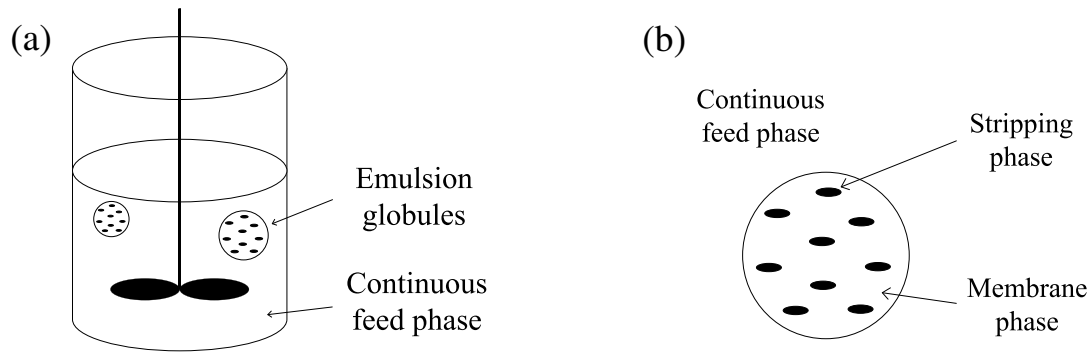 (a)
Emulsion
globules
Continuous
feed phase
(b)
Continuous
feed phase
Stripping
phase
Membrane
phase